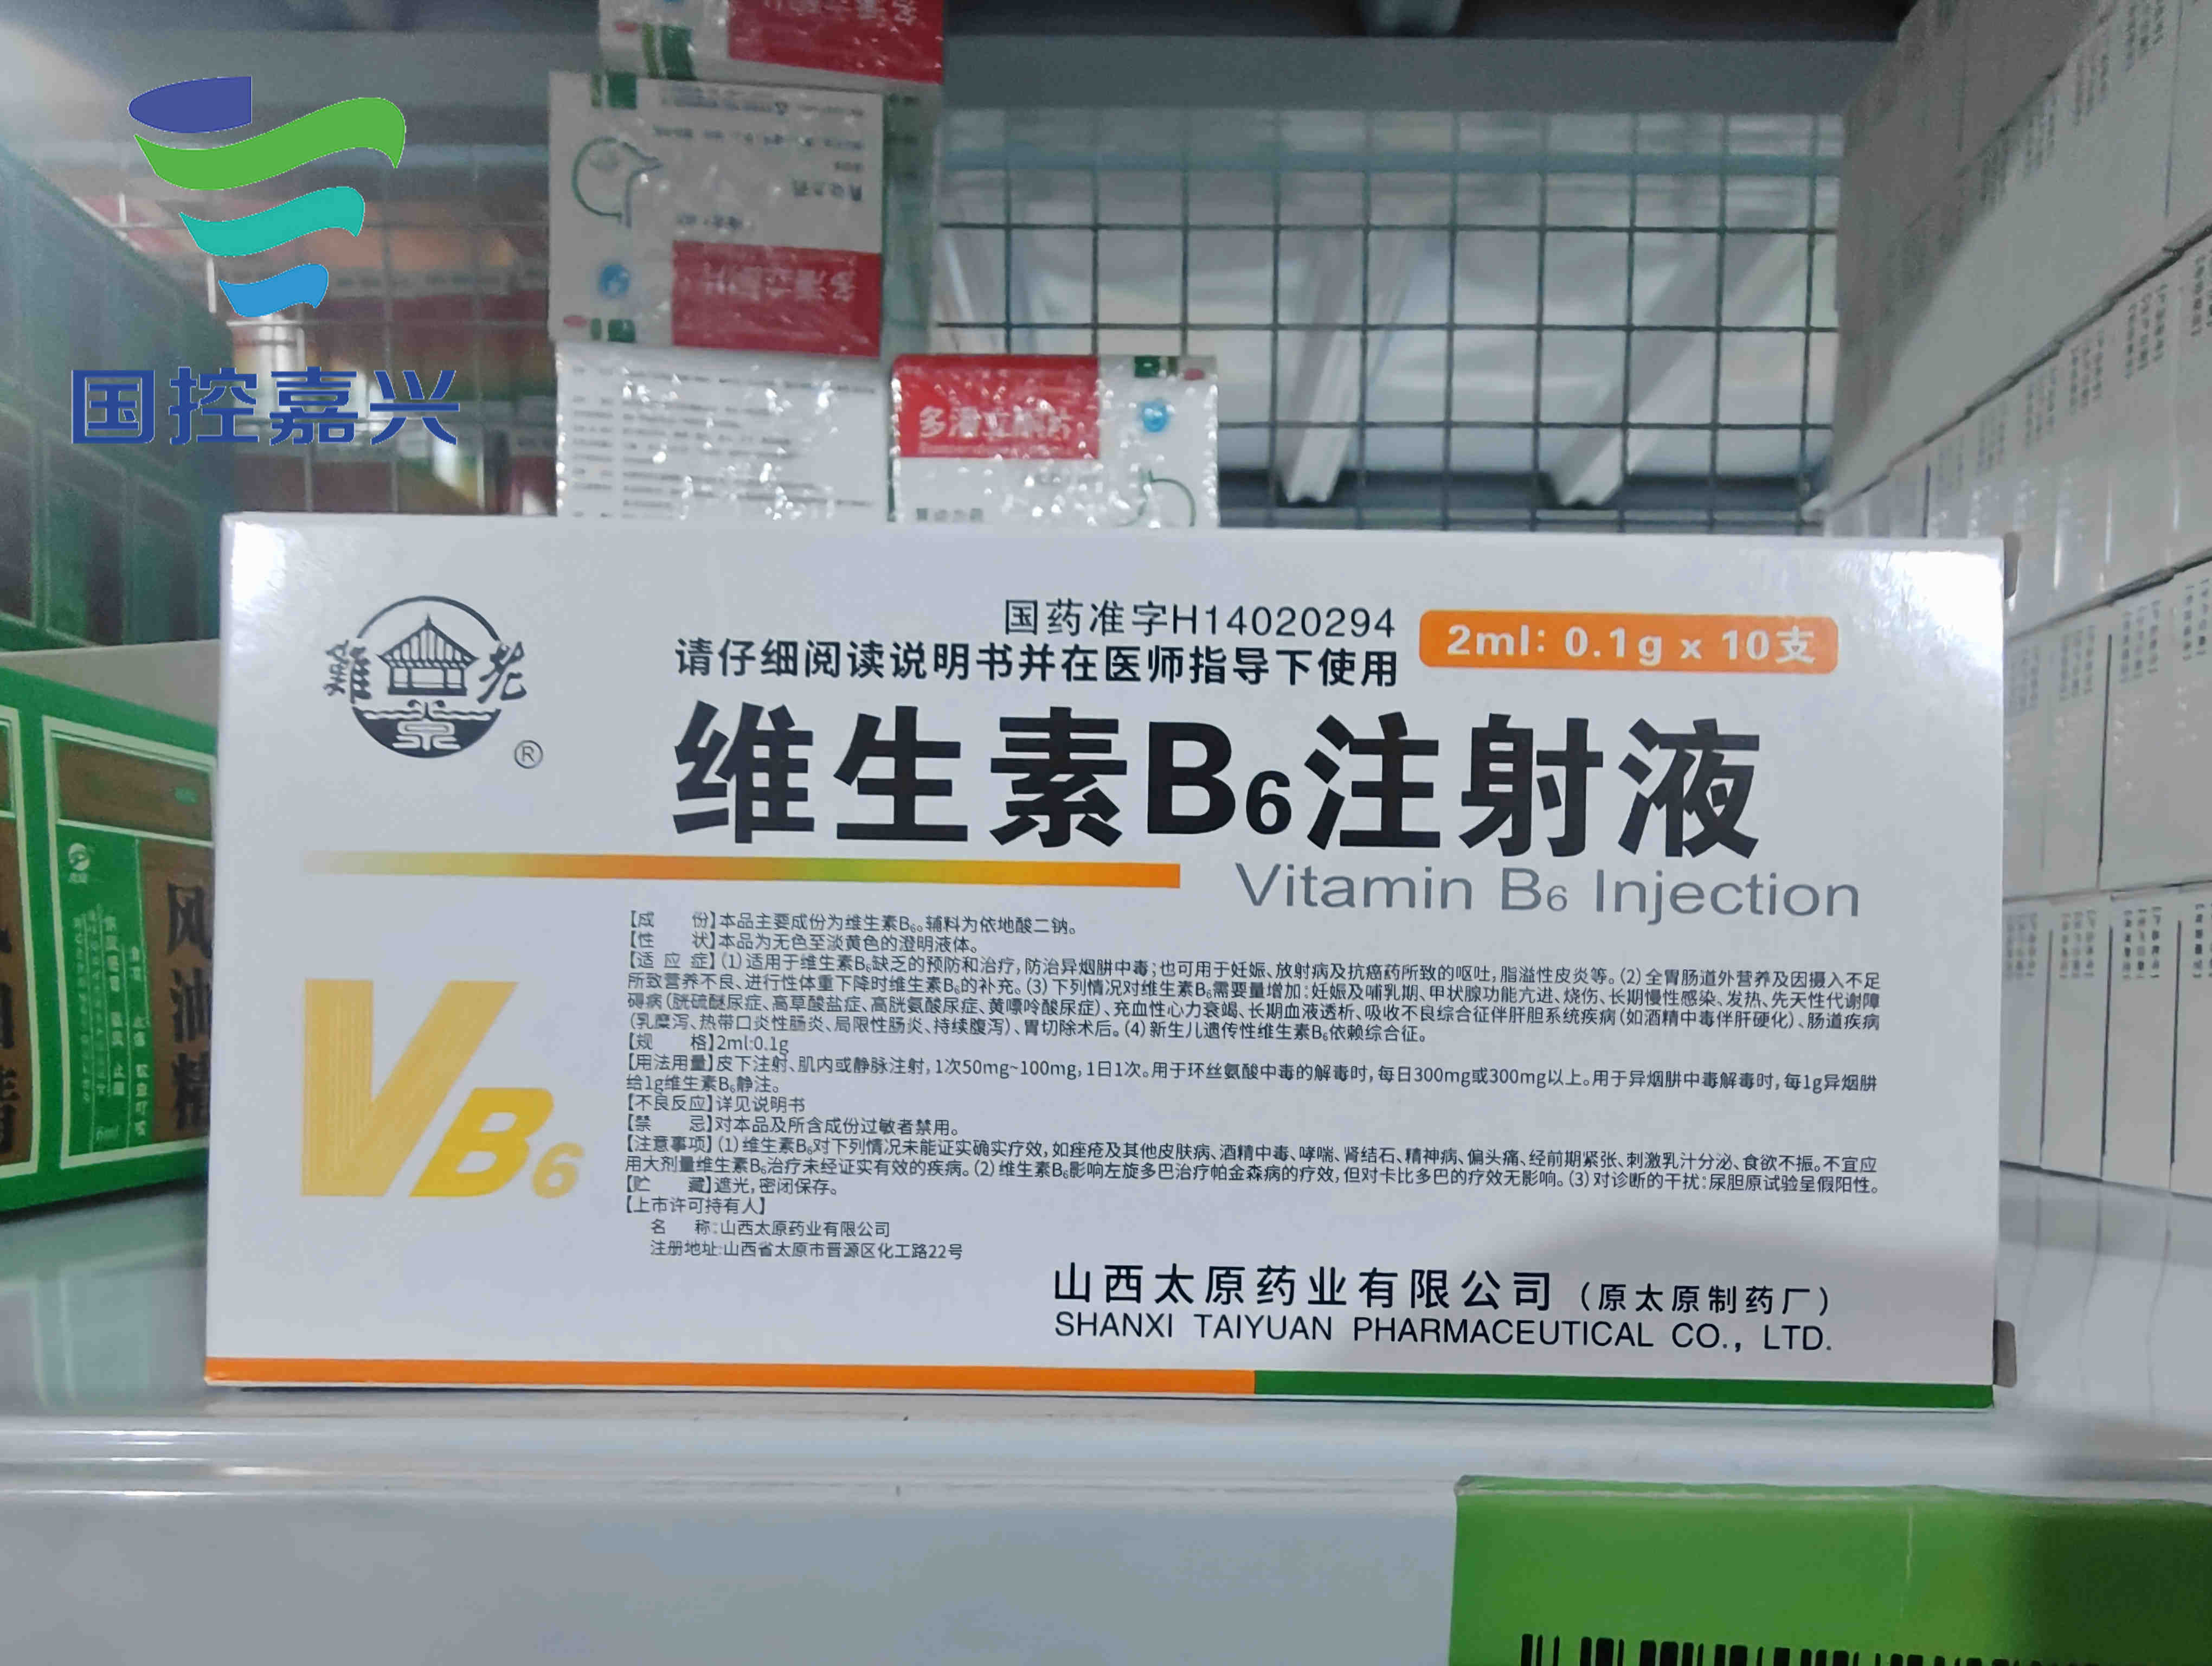 国控嘉兴
多潘立酮片
难老
泉
®
国药准字H14020294
请仔细阅读说明书并在医师指导下使用
2ml: 0.1g x 10支
维生素B₆注射液
Vitamin B₆ Injection
VB₆
【成 份】本品主要成份为维生素B₆。辅料为依地酸二钠。
【性 状】本品为无色至淡黄色的澄明液体。
【适 应 症】(1)适用于维生素B₆缺乏的预防和治疗,防治异烟肼中毒;也可用于妊娠、放射病及抗癌药所致的呕吐,脂溢性皮炎等。(2)全胃肠道外营养及因摄入不足
所致营养不良、进行性体重下降时维生素B₆的补充。(3)下列情况对维生素B₆需要量增加:妊娠及哺乳期、甲状腺功能亢进、烧伤、长期慢性感染、发热、先天性代谢障
碍病(胱硫醚尿症、高草酸盐症、高胱氨酸尿症、黄嘌呤酸尿症)、充血性心力衰竭、长期血液透析、吸收不良综合征伴肝胆系统疾病(如酒精中毒伴肝硬化)、肠道疾病
(乳糜泻、热带口炎性肠炎、局限性肠炎、持续腹泻)、胃切除术后。(4)新生儿遗传性维生素B₆依赖综合征。
【规 格】2ml:0.1g
【用法用量】皮下注射、肌内或静脉注射,1次50mg~100mg,1日1次。用于环丝氨酸中毒的解毒时,每日300mg或300mg以上。用于异烟肼中毒解毒时,每1g异烟肼
给1g维生素B₆静注。
【不良反应】详见说明书
【禁 忌】对本品及所含成份过敏者禁用。
【注意事项】(1)维生素B₆对下列情况未能证实确实疗效,如痤疮及其他皮肤病、酒精中毒、哮喘、肾结石、精神病、偏头痛、经前期紧张、刺激乳汁分泌、食欲不振。不宜应
用大剂量维生素B₆治疗未经证实有效的疾病。(2)维生素B₆影响左旋多巴治疗帕金森病的疗效,但对卡比多巴的疗效无影响。(3)对诊断的干扰:尿胆原试验呈假阳性。
【贮 藏】遮光,密闭保存。
【上市许可持有人】
名 称:山西太原药业有限公司
注册地址:山西省太原市晋源区化工路22号
山西太原药业有限公司(原太原制药厂)
SHANXI TAIYUAN PHARMACEUTICAL CO., LTD.
风油精